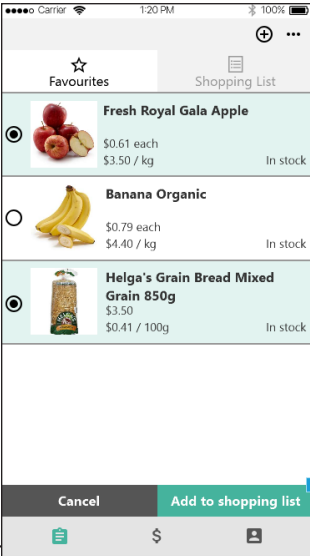 Carrier 1:20 PM 100%
Favourites Shopping List
Fresh Royal Gala Apple
$0.61 each
$3.50 / kg In stock
Banana Organic
$0.79 each
$4.40 / kg In stock
Helga's Grain Bread Mixed
Grain 850g
$3.50
$0.41 / 100g In stock
Cancel Add to shopping list
$